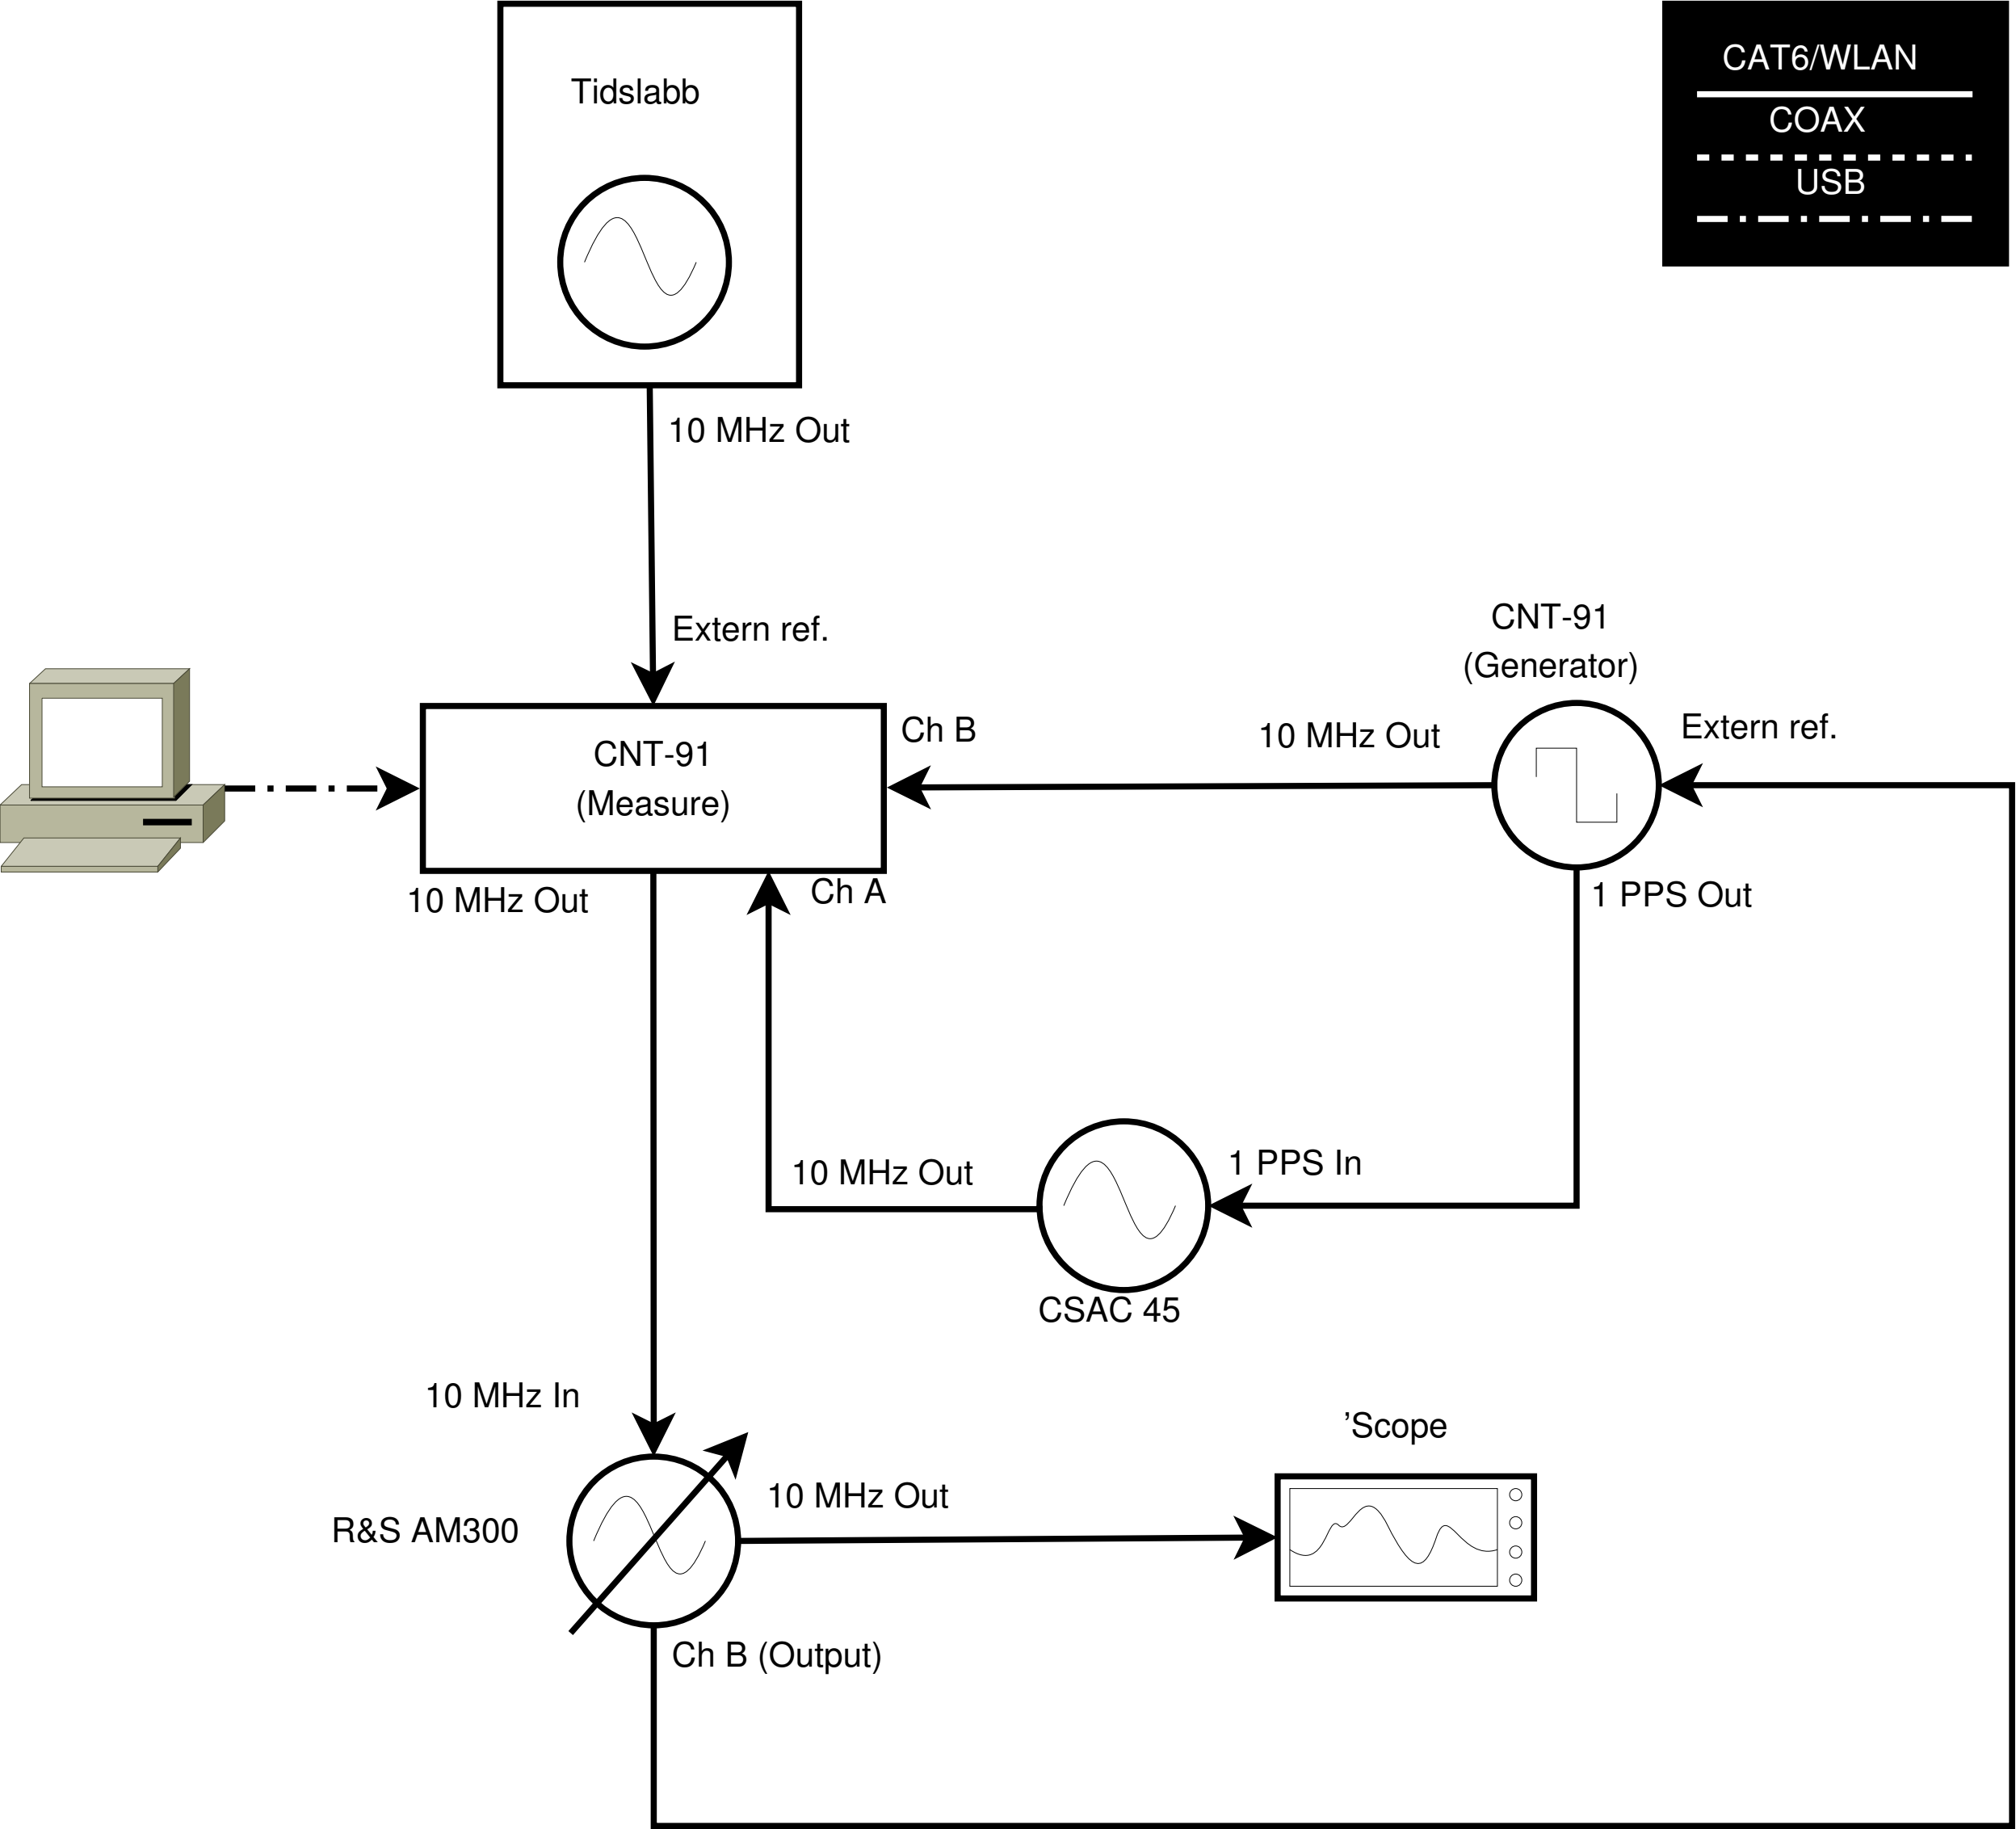 Tidslabb
CAT6/WLAN
COAX
USB
10 MHz Out
Extern ref.
CNT-91
(Generator)
CNT-91
(Measure)
Ch B
10 MHz Out
Extern ref.
10 MHz Out
Ch A
1 PPS Out
10 MHz Out
1 PPS In
CSAC 45
10 MHz In
'Scope
10 MHz Out
R&S AM300
Ch B (Output)